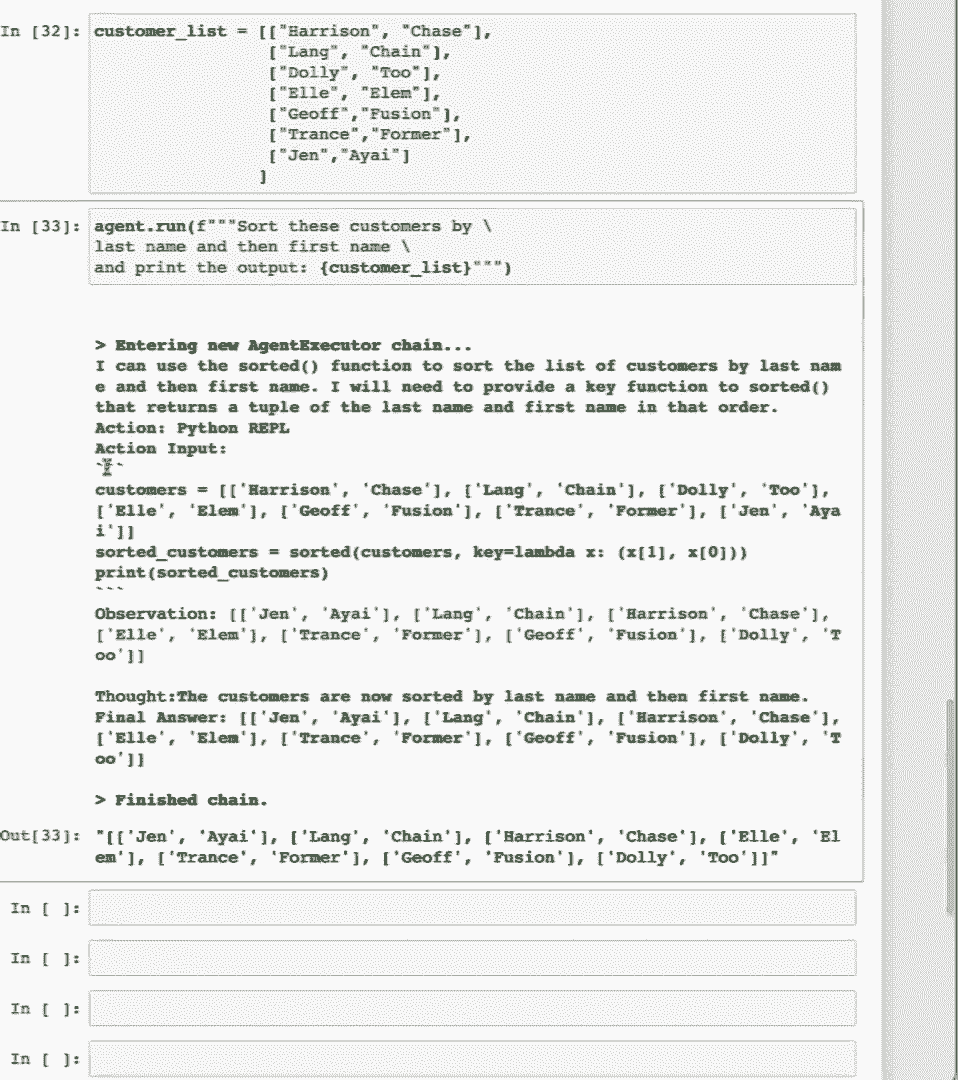 In [32]: customer_list = [["Harrison", "Chase"],
["Lang", "Chain"],
["Dolly", "Too"],
["Elle", "Elem"],
["Geoff","Fusion"],
["Trance","Former"],
["Jen","Ayai"]
]
In [33]: agent.run(f"""Sort these customers by \
last name and then first name \
and print the output: {customer_list}""")
> Entering new AgentExecutor chain...
I can use the sorted() function to sort the list of customers by last nam
e and then first name. I will need to provide a key function to sorted()
that returns a tuple of the last name and first name in that order.
Action: Python REPL
Action Input:
```
customers = [['Harrison', 'Chase'], ['Lang', 'Chain'], ['Dolly', 'Too'],
['Elle', 'Elem'], ['Geoff', 'Fusion'], ['Trance', 'Former'], ['Jen', 'Aya
i']]
sorted_customers = sorted(customers, key=lambda x: (x[1], x[0]))
print(sorted_customers)
```
Observation: [['Jen', 'Ayai'], ['Lang', 'Chain'], ['Harrison', 'Chase'],
['Elle', 'Elem'], ['Trance', 'Former'], ['Geoff', 'Fusion'], ['Dolly', 'T
oo']]
Thought:The customers are now sorted by last name and then first name.
Final Answer: [['Jen', 'Ayai'], ['Lang', 'Chain'], ['Harrison', 'Chase'],
['Elle', 'Elem'], ['Trance', 'Former'], ['Geoff', 'Fusion'], ['Dolly', 'T
oo']]
> Finished chain.
Out[33]: "[['Jen', 'Ayai'], ['Lang', 'Chain'], ['Harrison', 'Chase'], ['Elle', 'El
em'], ['Trance', 'Former'], ['Geoff', 'Fusion'], ['Dolly', 'Too']]"
In [ ]:
In [ ]:
In [ ]:
In [ ]: